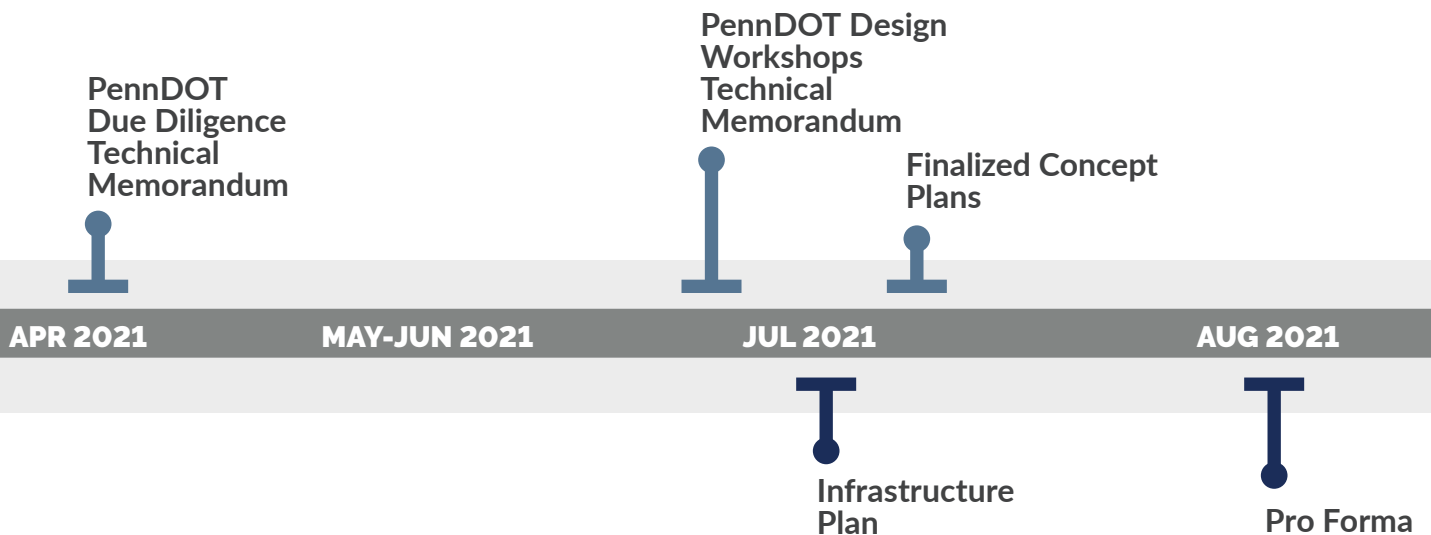 PennDOT Design
Workshops
Technical
Memorandum
PennDOT
Due Diligence
Technical
Memorandum
Finalized Concept
Plans
APR 2021
MAY-JUN 2021
JUL 2021
AUG 2021
Infrastructure
Plan
Pro Forma